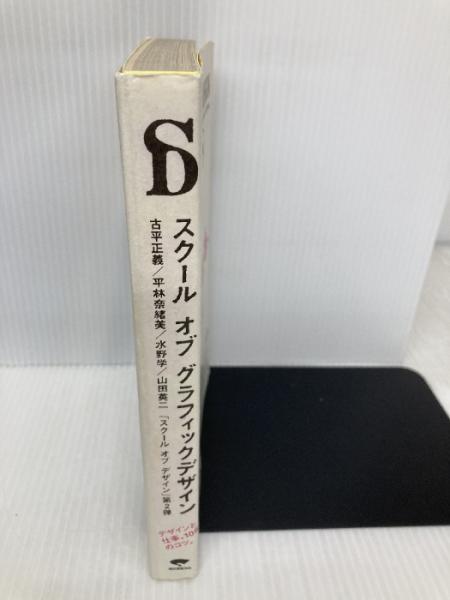 SD
スクール オブ グラフィックデザイン
古平正義／平林奈緒美／水野学／山田英二 「スクール オブ デザイン」第2弾
デザインと
仕事。10の
のコツ。